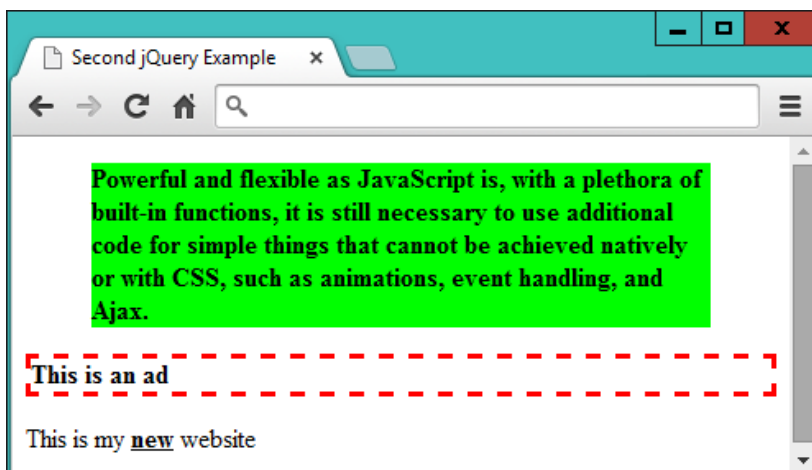 Second jQuery Example
Powerful and flexible as JavaScript is, with a plethora of
built-in functions, it is still necessary to use additional
code for simple things that cannot be achieved natively
or with CSS, such as animations, event handling, and
Ajax.
This is an ad
This is my new website